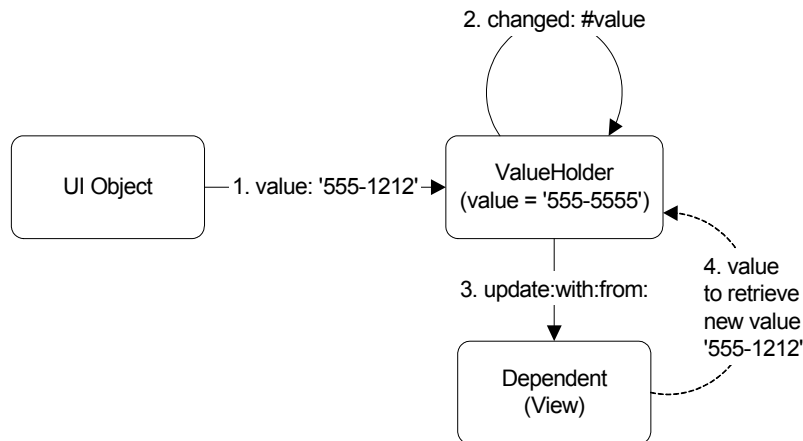 2. changed: #value
UI Object
1. value: '555-1212'
ValueHolder
(value = '555-5555')
3. update:with:from:
4. value
to retrieve
new value
'555-1212'
Dependent
(View)